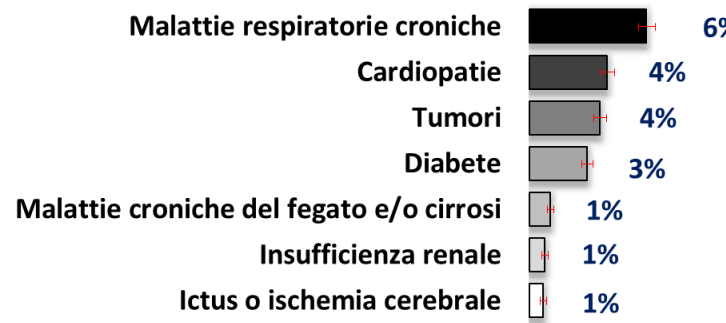 Malattie respiratorie croniche 6%
Cardiopatie 4%
Tumori 4%
Diabete 3%
Malattie croniche del fegato e/o cirrosi 1%
Insufficienza renale 1%
Ictus o ischemia cerebrale 1%